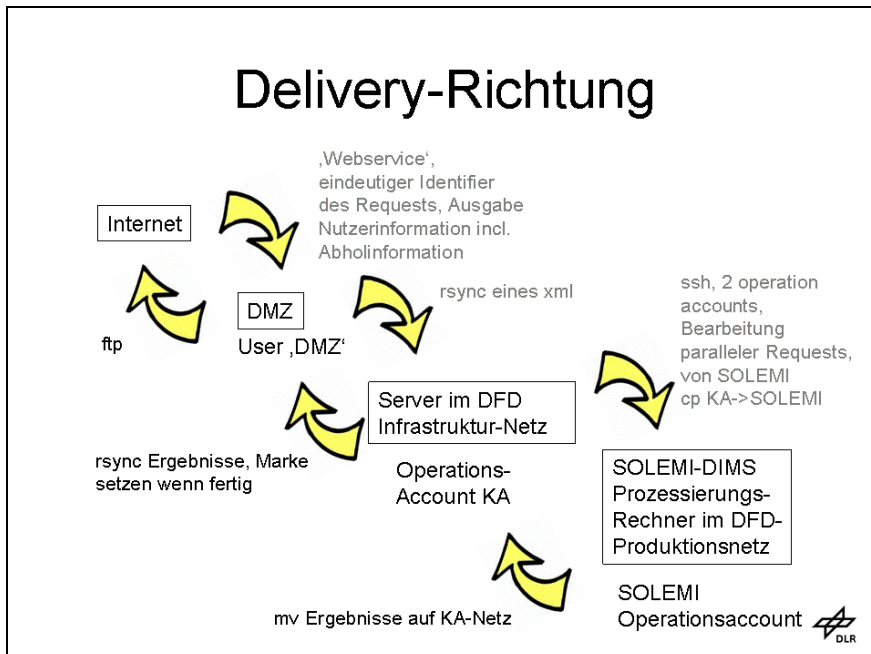 Delivery-Richtung
‚Webservice‘,
eindeutiger Identifier
des Requests, Ausgabe
Nutzerinformation incl.
Abholinformation
Internet
rsync eines xml
ssh, 2 operation
accounts,
Bearbeitung
paralleler Requests,
von SOLEMI
cp KA->SOLEMI
DMZ
ftp
User ‚DMZ‘
Server im DFD
Infrastruktur-Netz
rsync Ergebnisse, Marke
setzen wenn fertig
Operations-
Account KA
SOLEMI-DIMS
Prozessierungs-
Rechner im DFD-
Produktionsnetz
mv Ergebnisse auf KA-Netz
SOLEMI
Operationsaccount
DLR